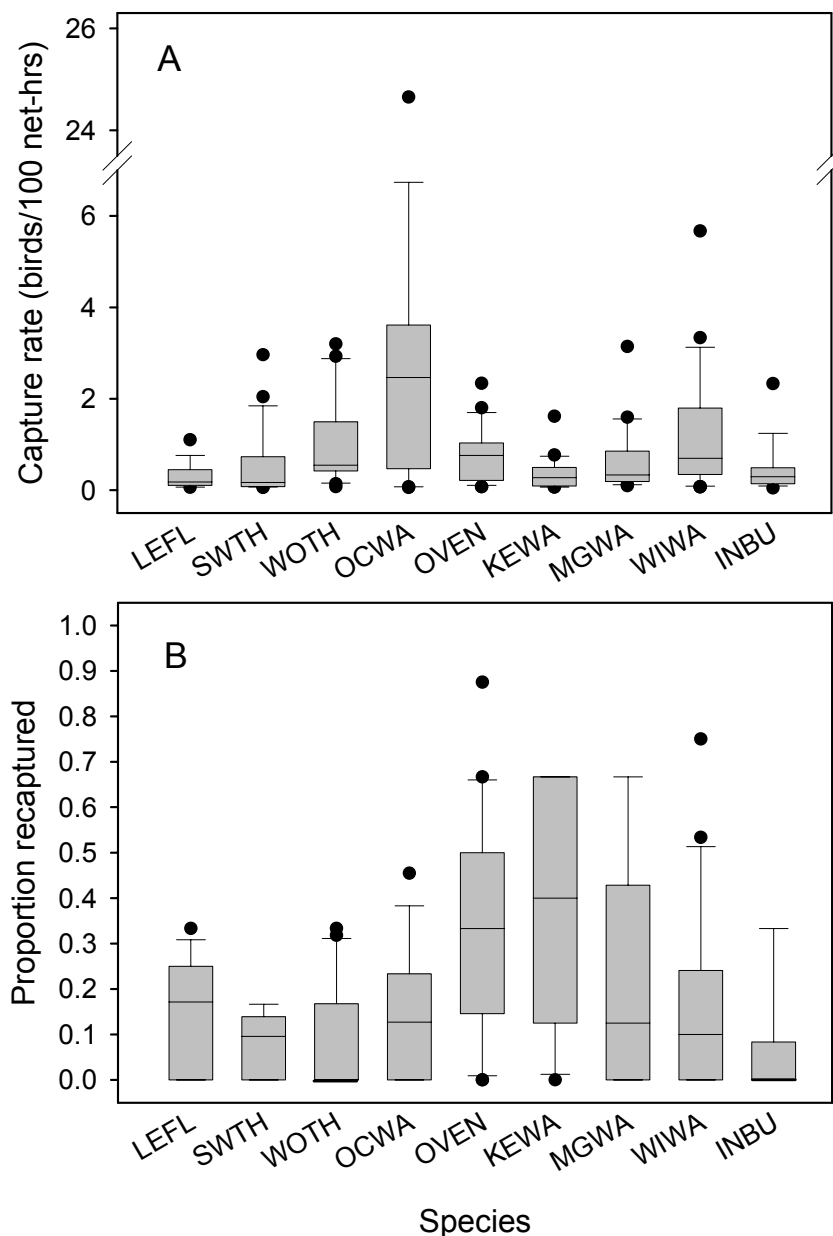 A
Capture rate (birds/100 net-hrs)
26
24
6
4
2
0
LEFL SWTH WOTH OCWA OVEN KEWA MGWA WIWA INBU
B
Proportion recaptured
1.0
0.9
0.8
0.7
0.6
0.5
0.4
0.3
0.2
0.1
0.0
LEFL SWTH WOTH OCWA OVEN KEWA MGWA WIWA INBU
Species